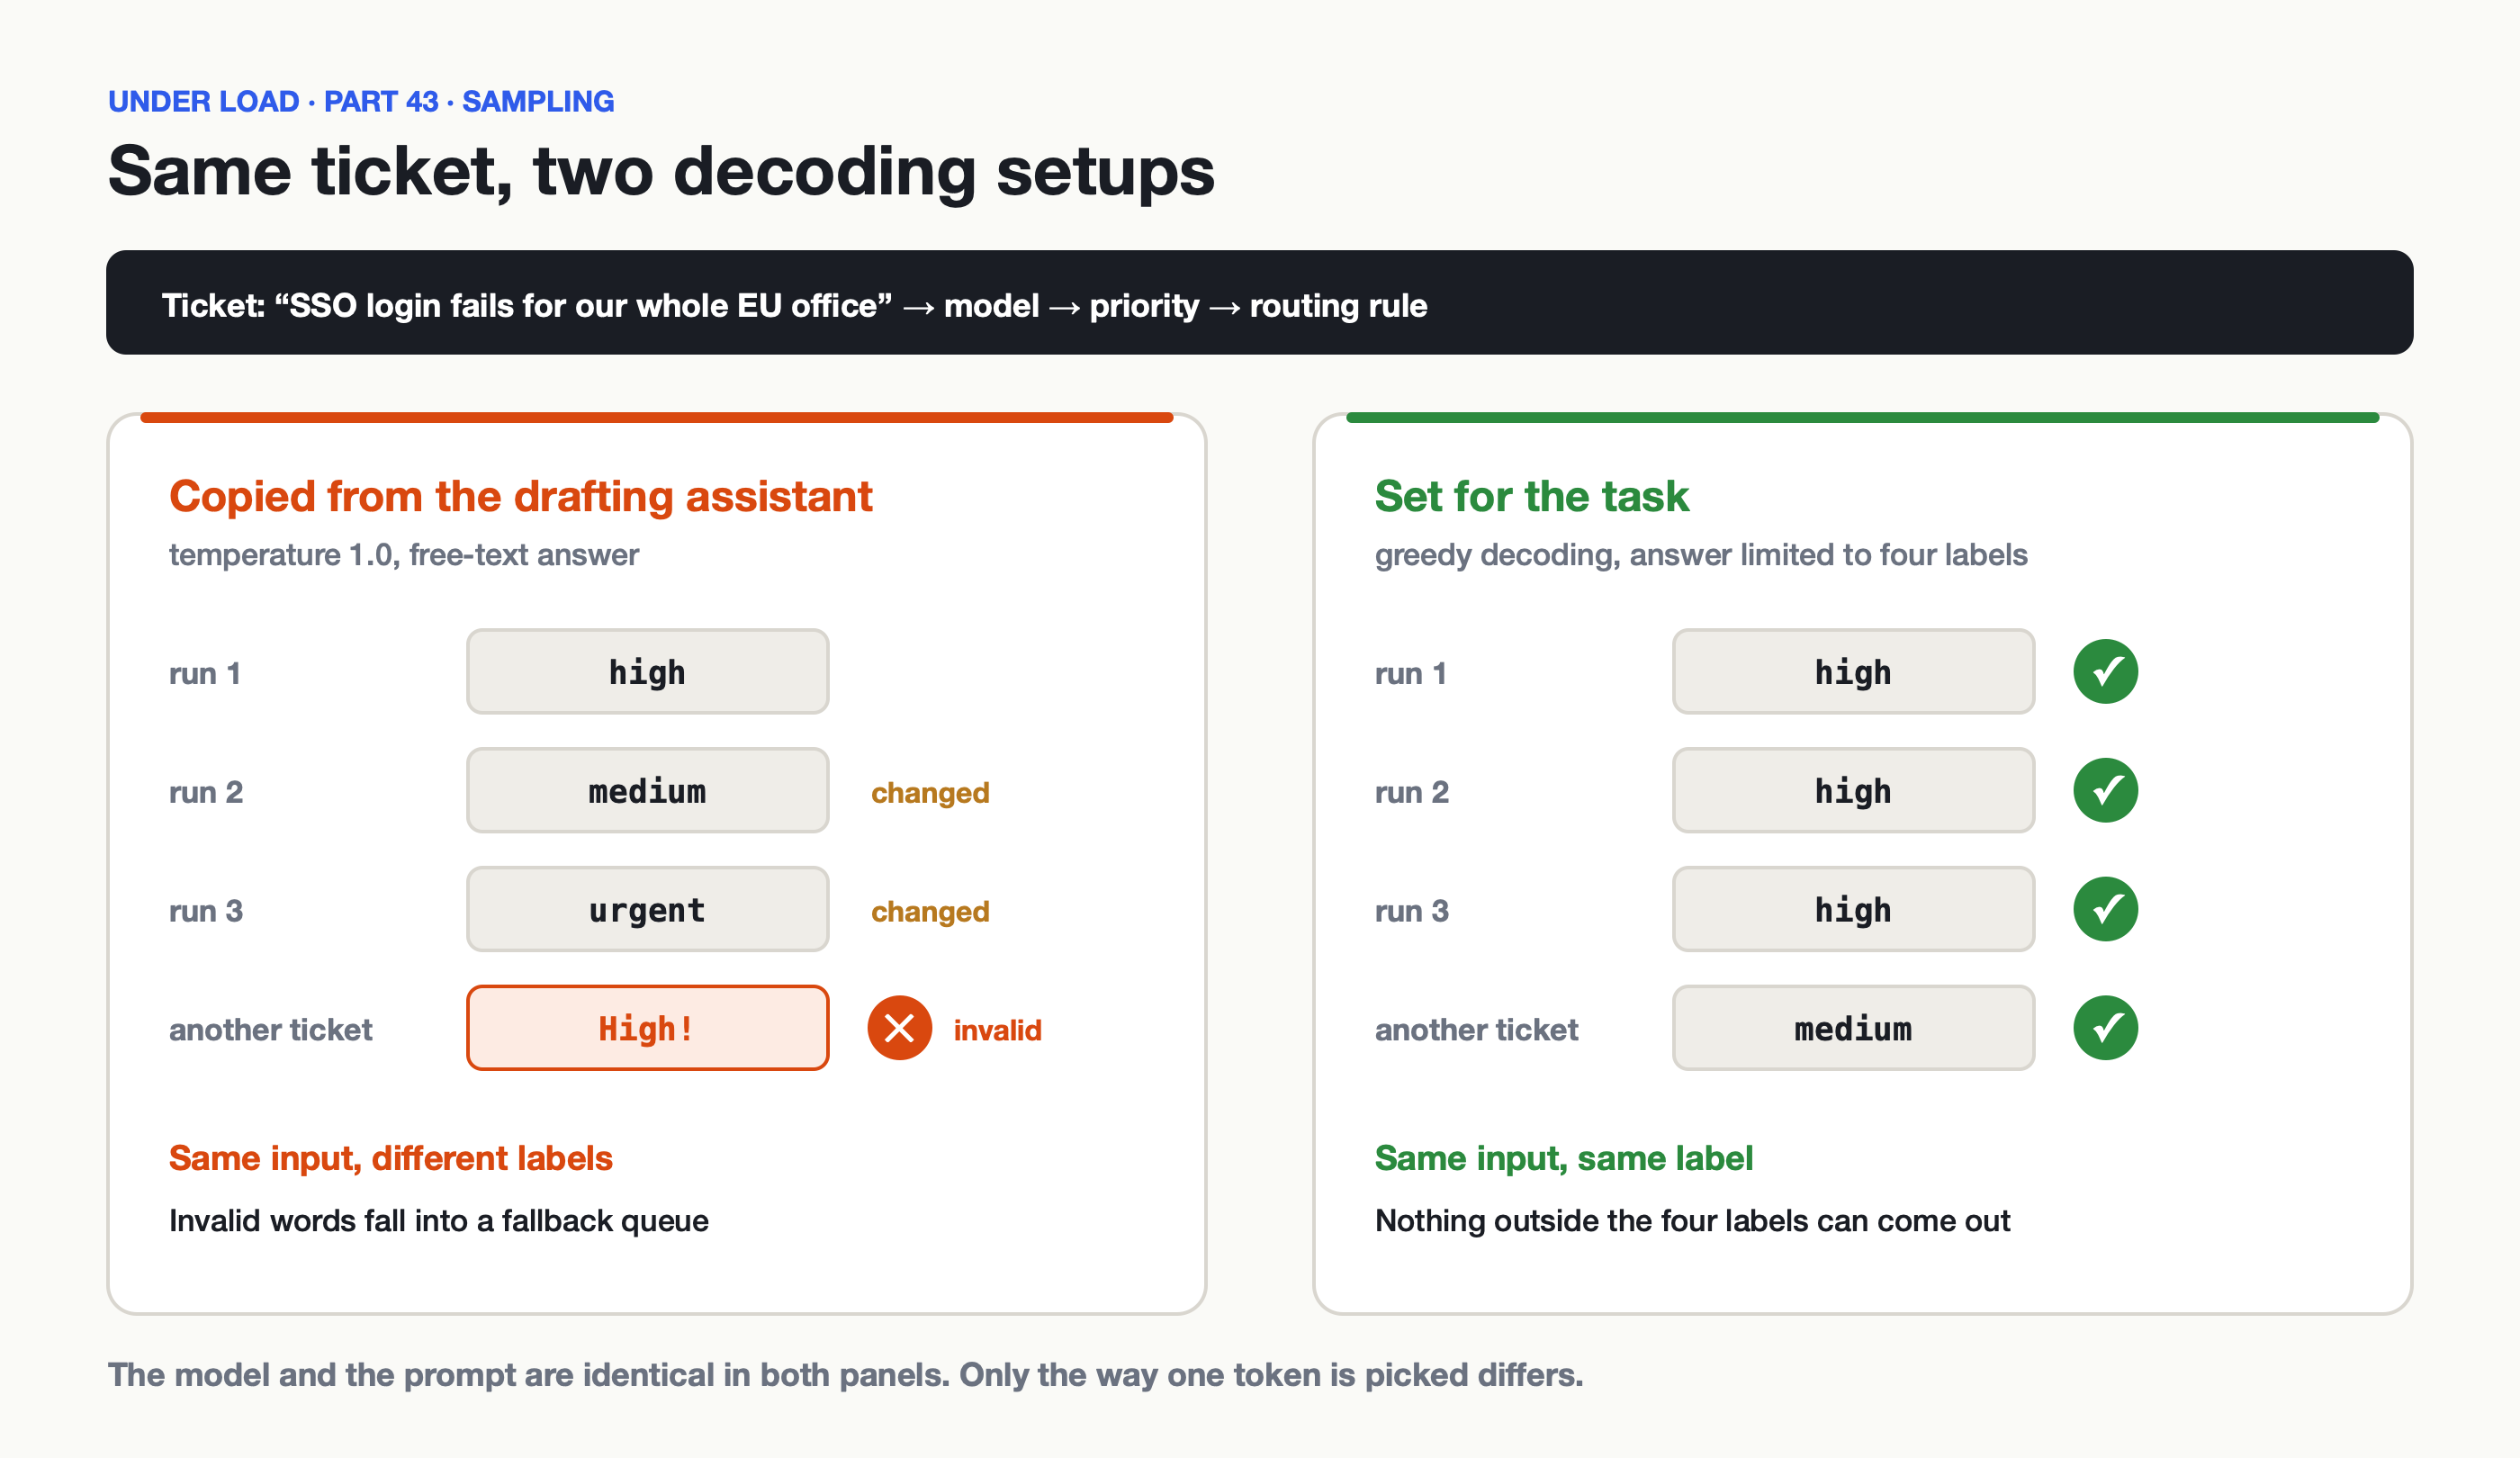 UNDER LOAD · PART 43 · SAMPLING
Same ticket, two decoding setups
Ticket: “SSO login fails for our whole EU office” → model → priority → routing rule
Copied from the drafting assistant
temperature 1.0, free-text answer
run 1
high
run 2
medium
changed
run 3
urgent
changed
another ticket
High!
invalid
Same input, different labels
Invalid words fall into a fallback queue
Set for the task
greedy decoding, answer limited to four labels
run 1
high
run 2
high
run 3
high
another ticket
medium
Same input, same label
Nothing outside the four labels can come out
The model and the prompt are identical in both panels. Only the way one token is picked differs.